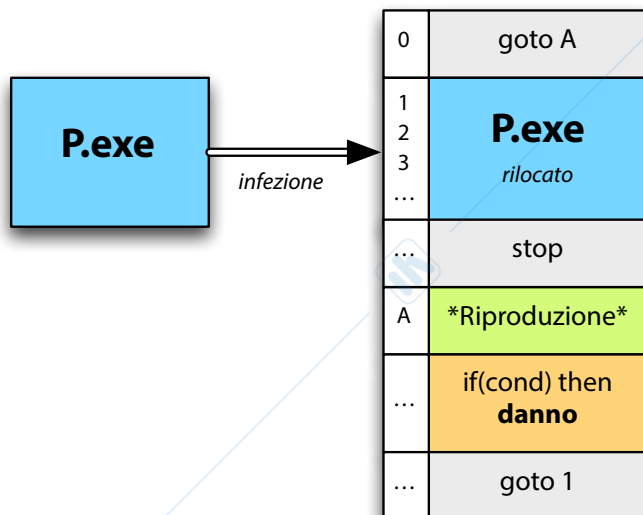 P.exe
infezione
0 goto A
1
2
3
...
P.exe
rilocato
... stop
A *Riproduzione*
... if(cond) then
danno
... goto 1